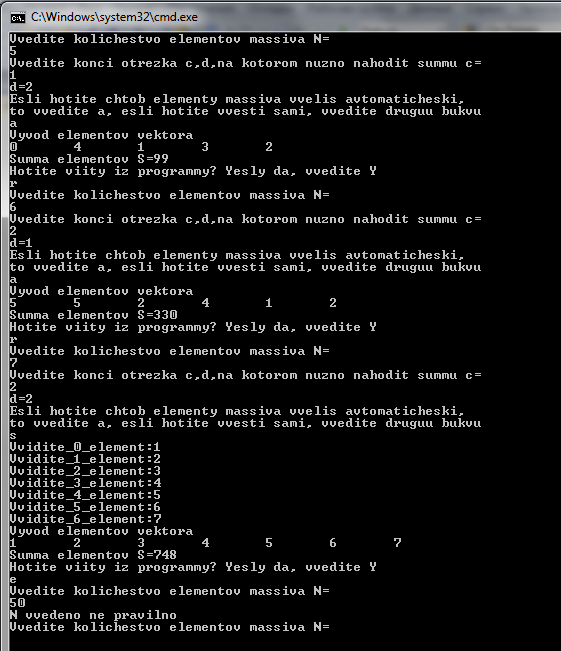 C:\Windows\system32\cmd.exe
Vvedite kolichestvo elementov massiva N=
5
Vvedite konci otrezka c,d,na kotorom nuzno nahodit summu c=
1
d=2
Esli hotite chtob elementy massiva vvelis avtomaticheski,
to vvedite a, esli hotite vvesti sami, vvedite druguu bukvu
a
Vyvod elementov vektora
0 4 1 3 2
Summa elementov S=99
Hotite viity iz programmy? Yesly da, vvedite Y
r
Vvedite kolichestvo elementov massiva N=
6
Vvedite konci otrezka c,d,na kotorom nuzno nahodit summu c=
2
d=1
Esli hotite chtob elementy massiva vvelis avtomaticheski,
to vvedite a, esli hotite vvesti sami, vvedite druguu bukvu
a
Vyvod elementov vektora
5 5 2 4 1 2
Summa elementov S=330
Hotite viity iz programmy? Yesly da, vvedite Y
r
Vvedite kolichestvo elementov massiva N=
7
Vvedite konci otrezka c,d,na kotorom nuzno nahodit summu c=
2
d=2
Esli hotite chtob elementy massiva vvelis avtomaticheski,
to vvedite a, esli hotite vvesti sami, vvedite druguu bukvu
s
Vvidite_0_element:1
Vvidite_1_element:2
Vvidite_2_element:3
Vvidite_3_element:4
Vvidite_4_element:5
Vvidite_5_element:6
Vvidite_6_element:7
Vyvod elementov vektora
1 2 3 4 5 6 7
Summa elementov S=748
Hotite viity iz programmy? Yesly da, vvedite Y
e
Vvedite kolichestvo elementov massiva N=
50
N vvedeno ne pravilno
Vvedite kolichestvo elementov massiva N=